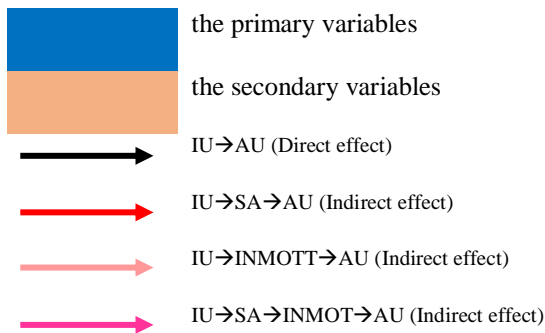 the primary variables
the secondary variables
IU→AU (Direct effect)
IU→SA→AU (Indirect effect)
IU→INMOTT→AU (Indirect effect)
IU→SA→INMOT→AU (Indirect effect)